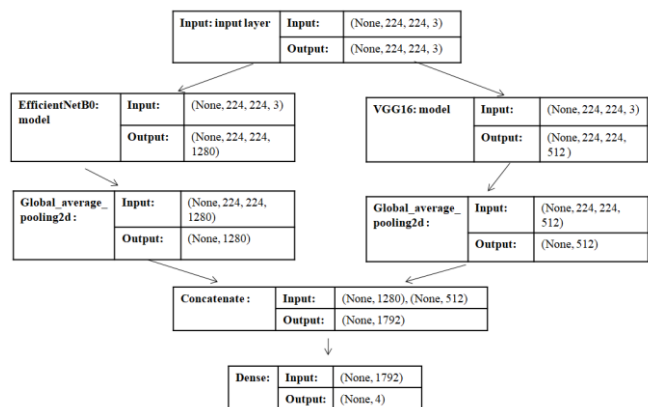 Input: input layer
Input:
(None, 224, 224, 3)
Output:
(None, 224, 224, 3)
EfficientNetB0:
model
Input:
(None, 224, 224, 3)
Output:
(None, 224, 224,
1280)
VGG16: model
Input:
(None, 224, 224, 3)
Output:
(None, 224, 224,
512 )
Global_average_
pooling2d :
Input:
(None, 224, 224,
1280)
Output:
(None, 1280)
Global_average_
pooling2d :
Input:
(None, 224, 224,
512)
Output:
(None, 512)
Concatenate :
Input:
(None, 1280), (None, 512)
Output:
(None, 1792)
Dense:
Input:
(None, 1792)
Output:
(None, 4)